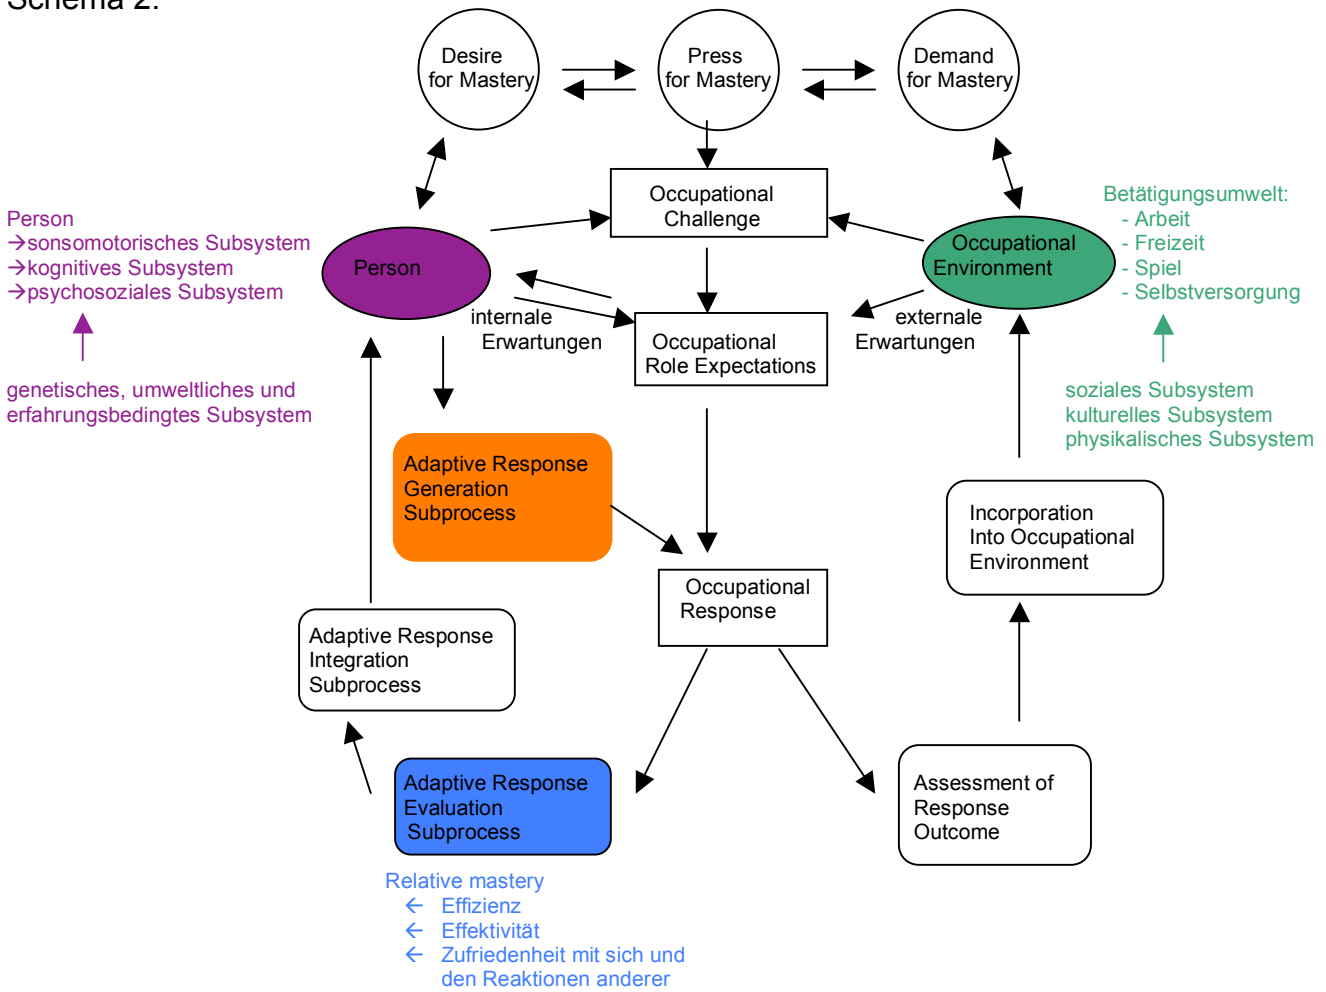 Schema 2:
Desire
for Mastery
Press
for Mastery
Demand
for Mastery
Occupational
Challenge
Person
→sonsomotorisches Subsystem
→kognitives Subsystem
→psychosoziales Subsystem
genetisches, umweltliches und
erfahrungsbedingtes Subsystem
Person
Occupational
Environment
Betätigungsumwelt:
- Arbeit
- Freizeit
- Spiel
- Selbstversorgung
soziales Subsystem
kulturelles Subsystem
physikalisches Subsystem
internale
Erwartungen
Occupational
Role Expectations
externale
Erwartungen
Adaptive Response
Generation
Subprocess
Incorporation
Into Occupational
Environment
Occupational
Response
Adaptive Response
Integration
Subprocess
Adaptive Response
Evaluation
Subprocess
Assessment of
Response
Outcome
Relative mastery
← Effizienz
← Effektivität
← Zufriedenheit mit sich und
den Reaktionen anderer